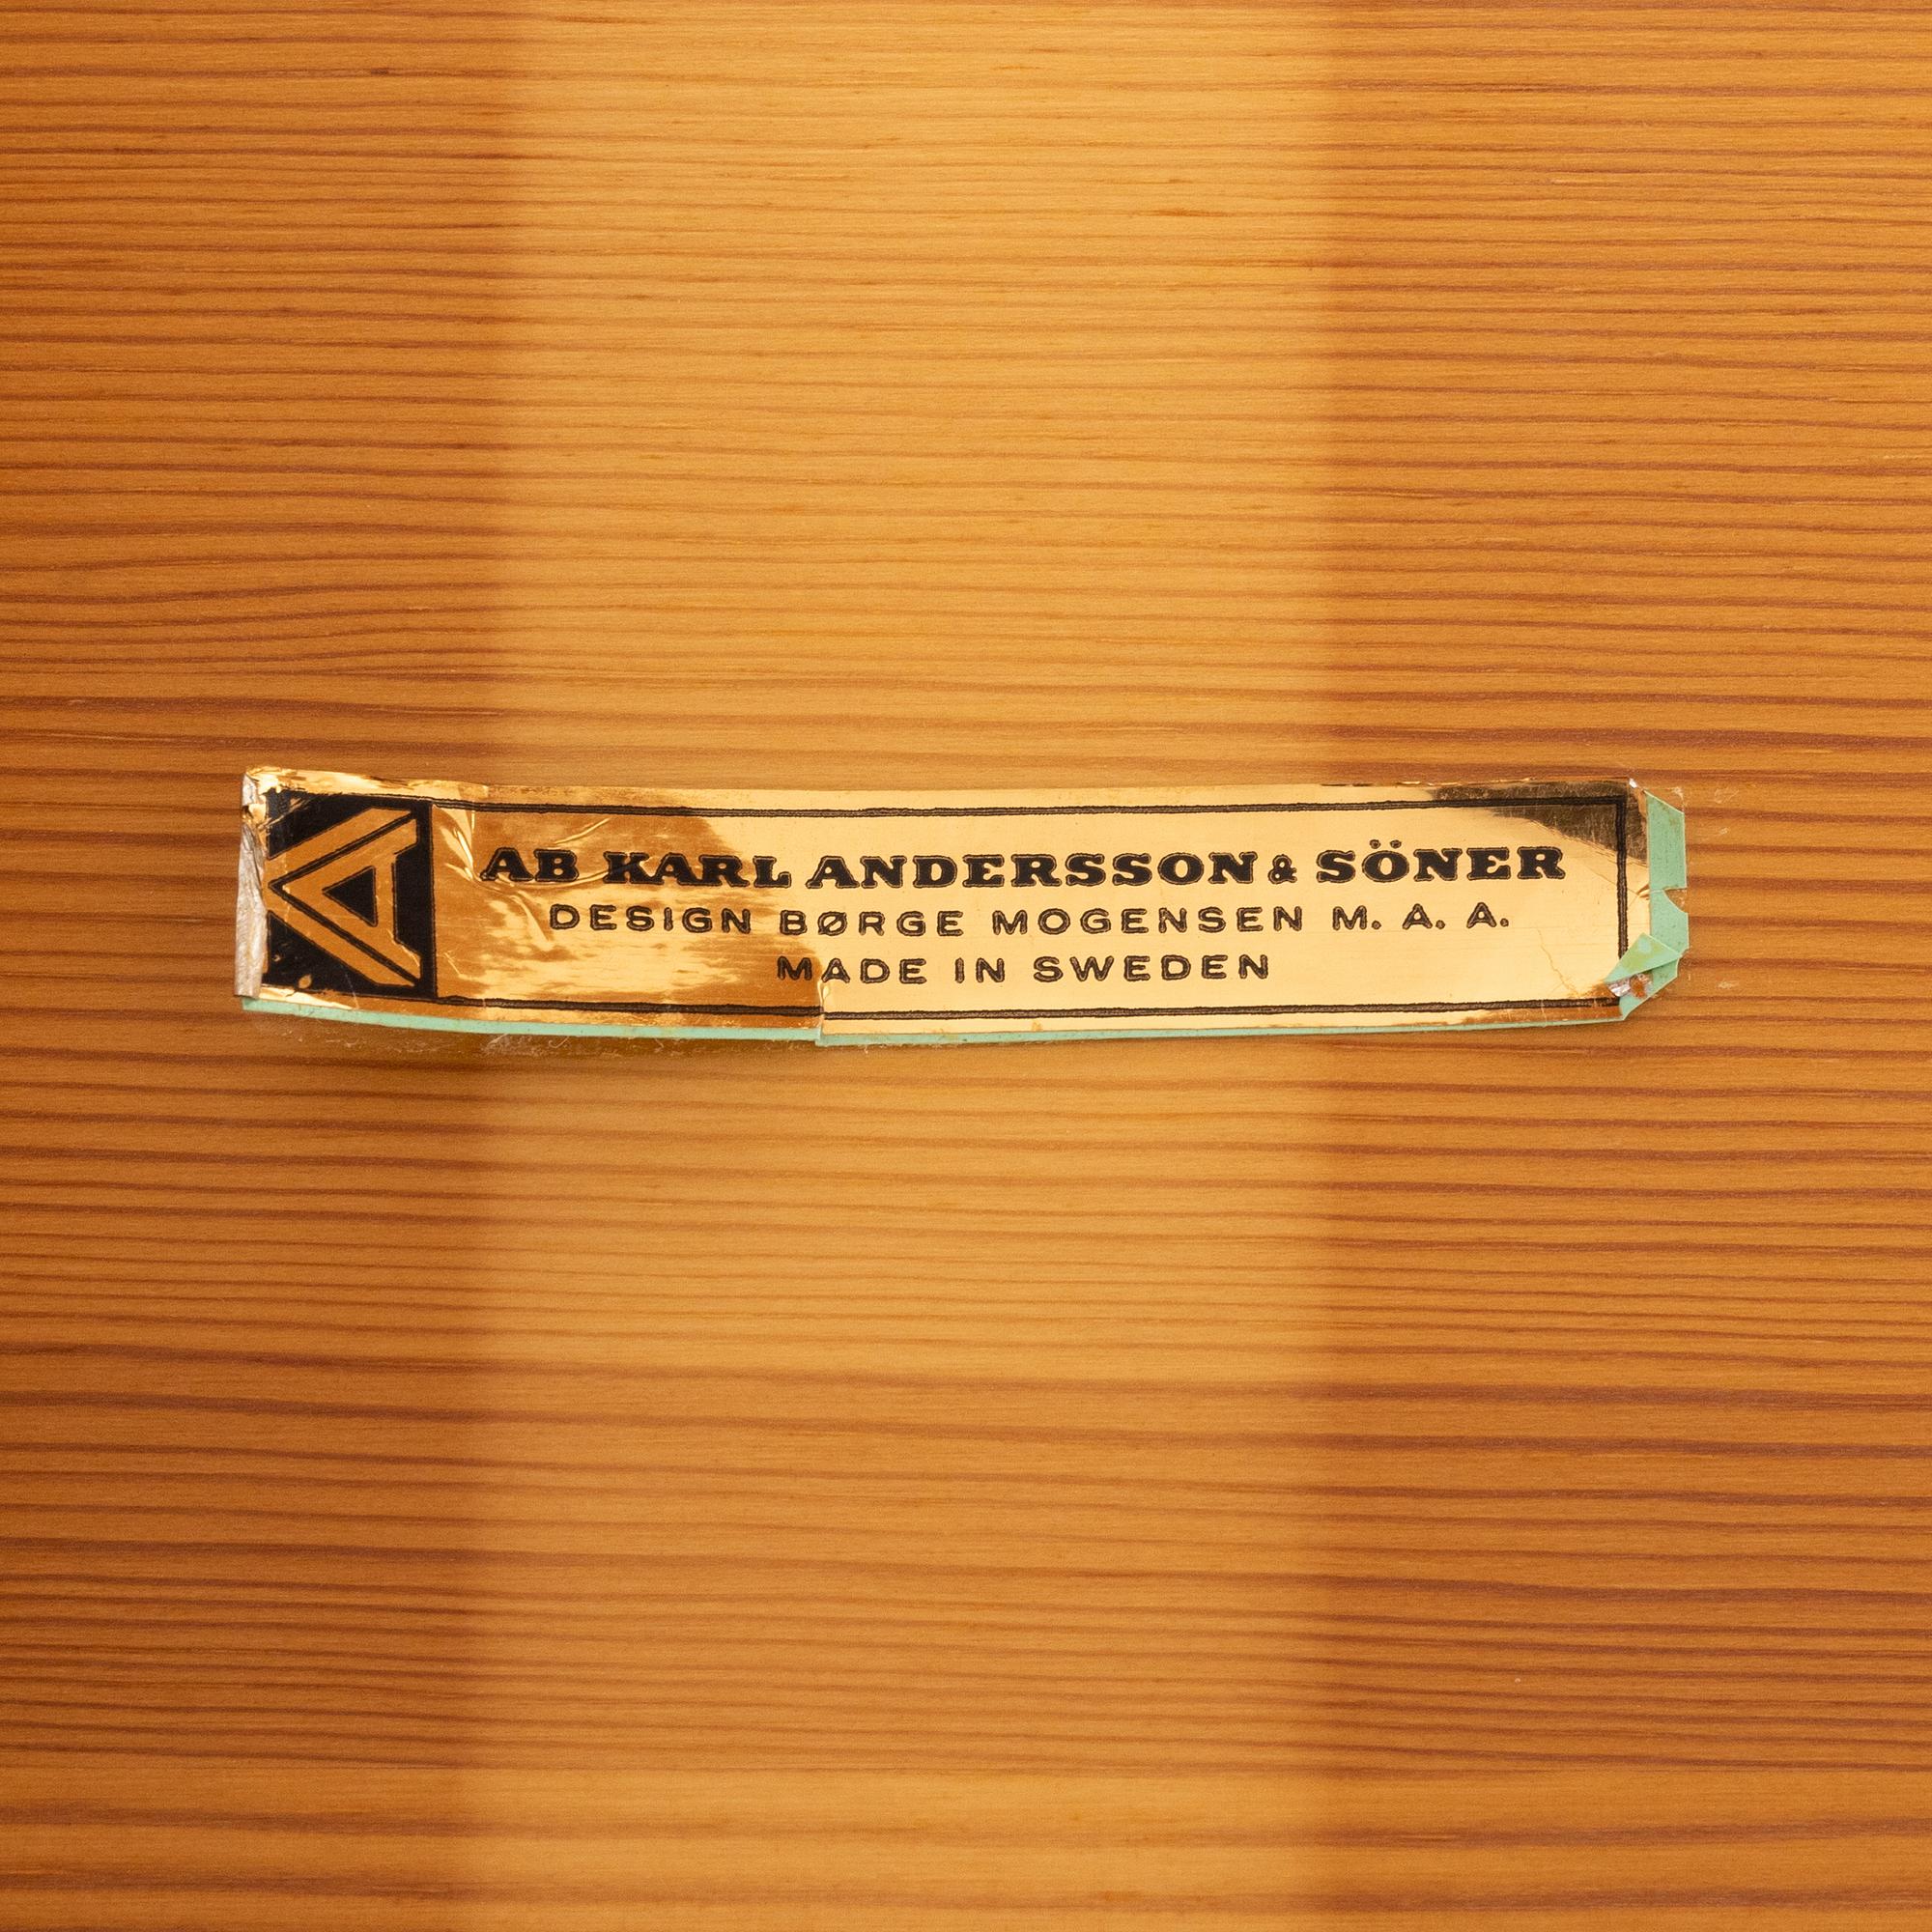 AB KARL ANDERSSON & SÖNER
DESIGN BØRGE MOGENSEN M. A. A.
MADE IN SWEDEN